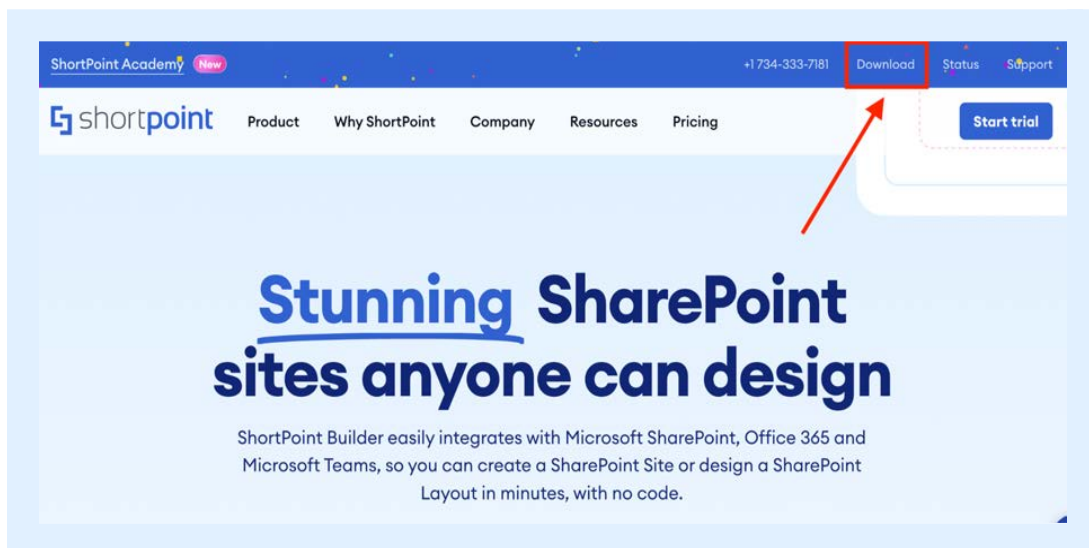 ShortPoint Academy New +1 734-333-7181 Download Status Support
shortpoint Product Why ShortPoint Company Resources Pricing Start trial
Stunning SharePoint
sites anyone can design
ShortPoint Builder easily integrates with Microsoft SharePoint, Office 365 and
Microsoft Teams, so you can create a SharePoint Site or design a SharePoint
Layout in minutes, with no code.